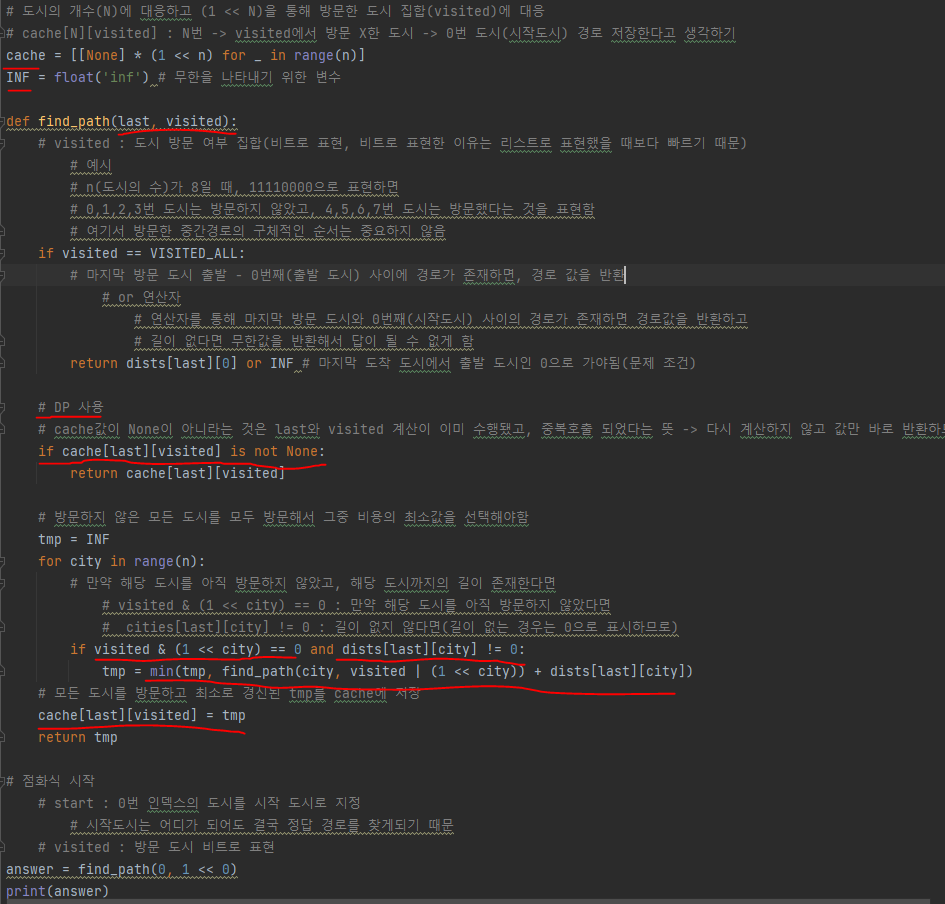 # 도시의 개수(N)에 대응하고 (1 << N)을 통해 방문한 도시 집합(visited)에 대응
# cache[N][visited] : N번 -> visited에서 방문 X한 도시 -> 0번 도시(시작도시) 경로 저장한다고 생각하기
cache = [[None] * (1 << n) for _ in range(n)]
INF = float('inf') # 무한을 나타내기 위한 변수
def find_path(last, visited):
# visited : 도시 방문 여부 집합(비트로 표현, 비트로 표현한 이유는 리스트로 표현했을 때보다 빠르기 때문)
# 예시
# n(도시의 수)가 8일 때, 11110000으로 표현하면
# 0,1,2,3번 도시는 방문하지 않았고, 4,5,6,7번 도시는 방문했다는 것을 표현함
# 여기서 방문한 중간경로의 구체적인 순서는 중요하지 않음
if visited == VISITED_ALL:
# 마지막 방문 도시 출발 - 0번째(출발 도시) 사이에 경로가 존재하면, 경로 값을 반환
# or 연산자
# 연산자를 통해 마지막 방문 도시와 0번째(시작도시) 사이의 경로가 존재하면 경로값을 반환하고
# 길이 없다면 무한값을 반환해서 답이 될 수 없게 함
return dists[last][0] or INF # 마지막 도착 도시에서 출발 도시인 0으로 가야됨(문제 조건)
# DP 사용
# cache값이 None이 아니라는 것은 last와 visited 계산이 이미 수행됐고, 중복호출 되었다는 뜻 -> 다시 계산하지 않고 값만 바로
if cache[last][visited] is not None:
return cache[last][visited]
# 방문하지 않은 모든 도시를 모두 방문해서 그중 비용의 최소값을 선택해야함
tmp = INF
for city in range(n):
# 만약 해당 도시를 아직 방문하지 않았고, 해당 도시까지의 길이 존재한다면
# visited & (1 << city) == 0 : 만약 해당 도시를 아직 방문하지 않았다면
# cities[last][city] != 0 : 길이 없지 않다면(길이 없는 경우는 0으로 표시하므로)
if visited & (1 << city) == 0 and dists[last][city] != 0:
tmp = min(tmp, find_path(city, visited | (1 << city)) + dists[last][city])
# 모든 도시를 방문하고 최소로 경신된 tmp를 cache에 저장
cache[last][visited] = tmp
return tmp
# 점화식 시작
# start : 0번 인덱스의 도시를 시작 도시로 지정
# 시작도시는 어디가 되어도 결국 정답 경로를 찾게되기 때문
# visited : 방문 도시 비트로 표현
answer = find_path(0, 1 << 0)
print(answer)